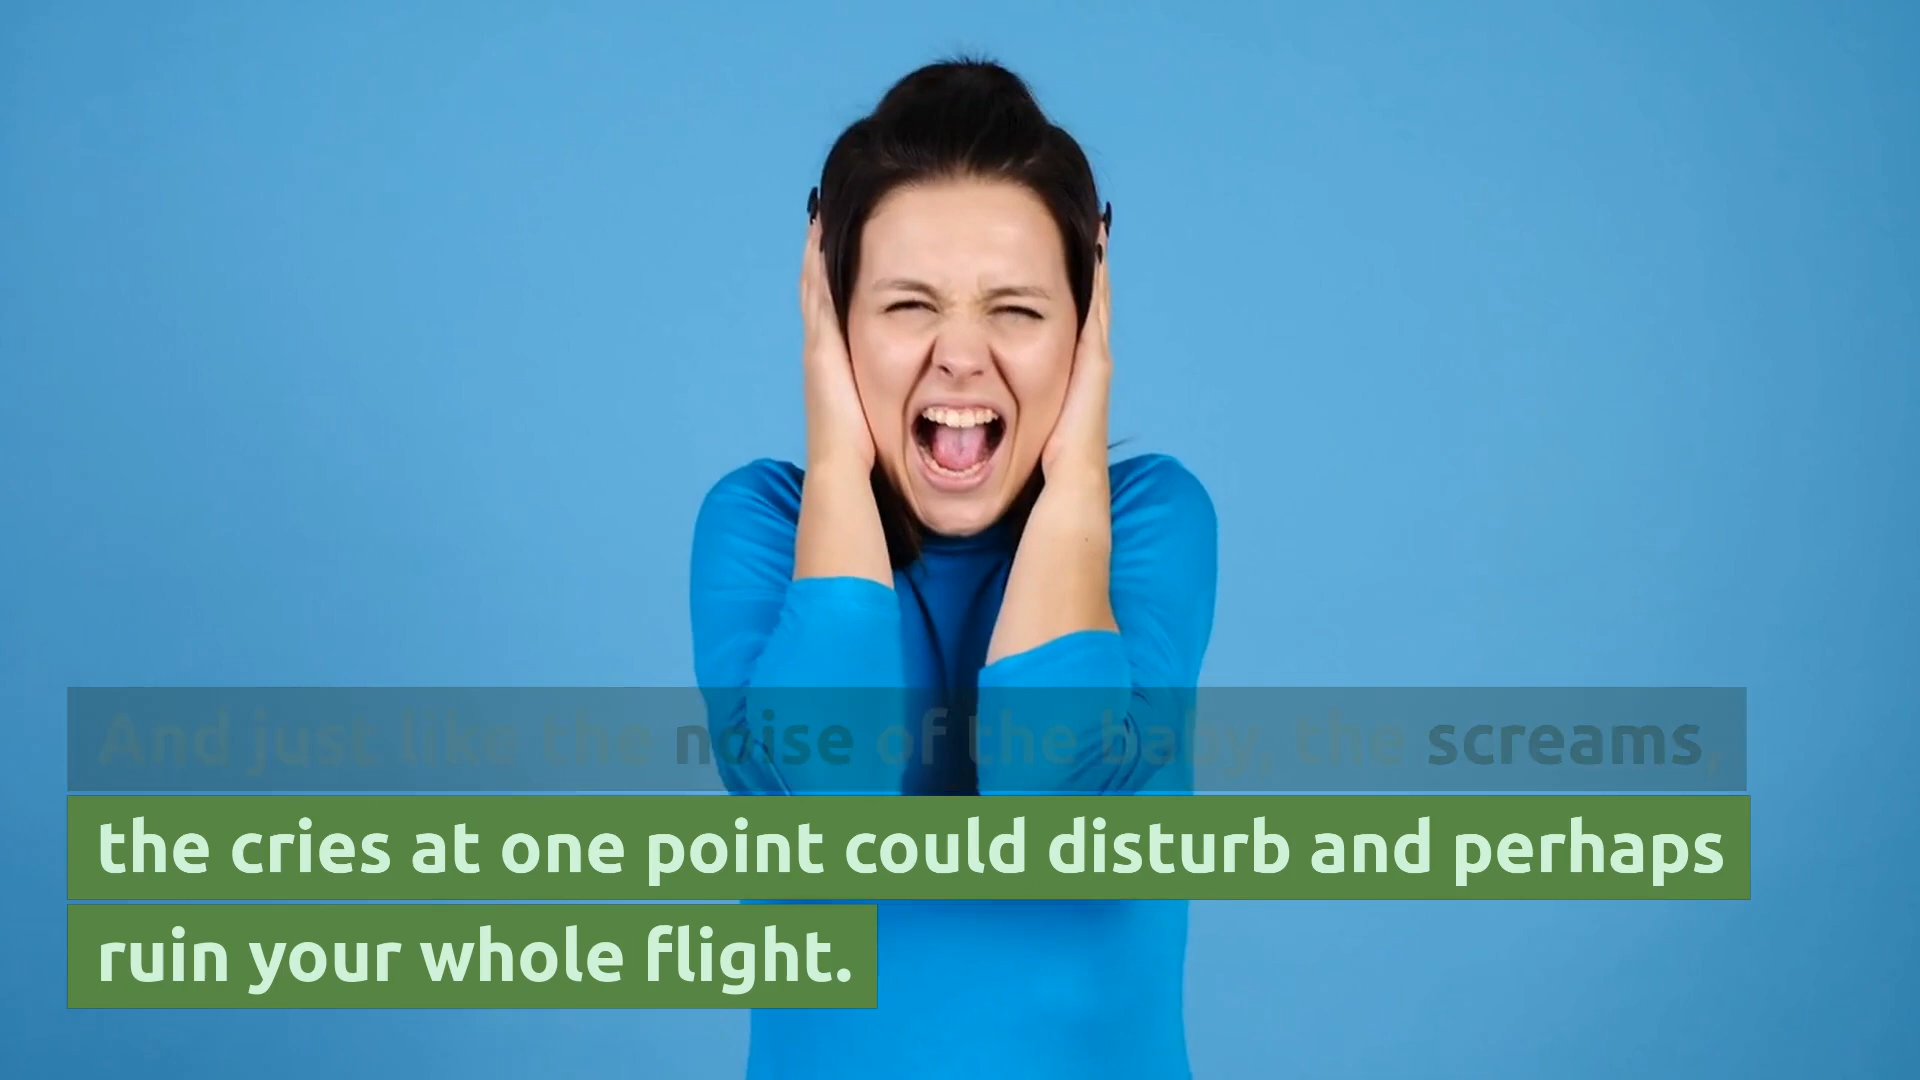 And just like the noise of the baby, the screams,
the cries at one point could disturb and perhaps
ruin your whole flight.